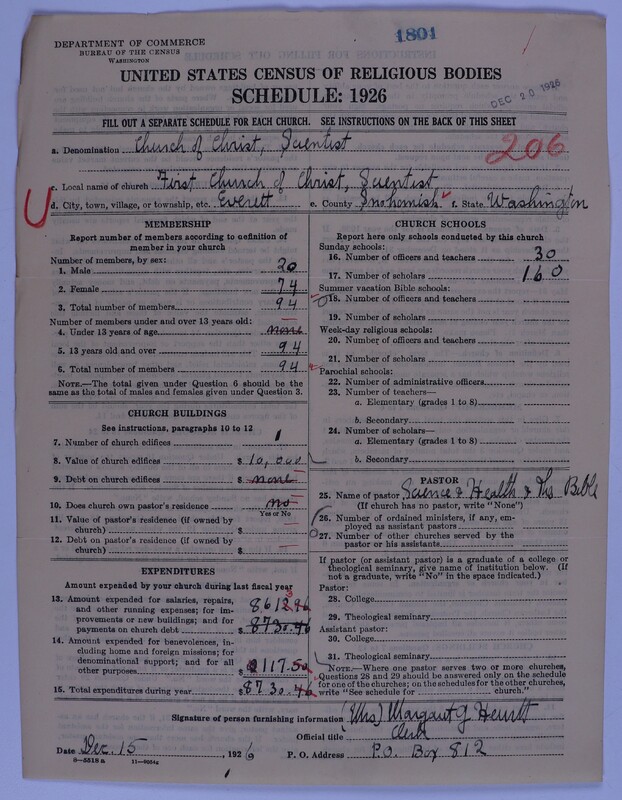 1801
DEPARTMENT OF COMMERCE
BUREAU OF THE CENSUS
WASHINGTON
UNITED STATES CENSUS OF RELIGIOUS BODIES
SCHEDULE: 1926
DEC 20 1926
FILL OUT A SEPARATE SCHEDULE FOR EACH CHURCH. SEE INSTRUCTIONS ON THE BACK OF THIS SHEET
a. Denomination Church of Christ, Scientist
206
c. Local name of church First Church of Christ, Scientist
d. City, town, village, or township, etc. Everett e. County Snohomish f. State Washington
MEMBERSHIP
Report number of members according to definition of
member in your church
Number of members, by sex:
1. Male 20
2. Female 74
3. Total number of members 94
Number of members under and over 13 years old:
4. Under 13 years of age none
5. 13 years old and over 94
6. Total number of members 94
NOTE.—The total given under Question 6 should be
the same as the total of males and females given under Question 3.
CHURCH BUILDINGS
See instructions, paragraphs 10 to 12
7. Number of church edifices 1
8. Value of church edifices $ 10,000
9. Debt on church edifices $ none
10. Does church own pastor's residence? no
Yes or No
11. Value of pastor's residence (if owned by
church) $
12. Debt on pastor's residence (if owned by
church) $
EXPENDITURES
Amount expended by your church during last fiscal year
13. Amount expended for salaries, repairs,
and other running expenses; for im-
provements or new buildings; and for
payments on church debt $ 8730.46
14. Amount expended for benevolences, in-
cluding home and foreign missions; for
denominational support; and for all
other purposes $ 117.50
15. Total expenditures during year $ 8730.46
CHURCH SCHOOLS
Report here only schools conducted by this church
Sunday schools:
16. Number of officers and teachers 30
17. Number of scholars 160
Summer vacation Bible schools:
18. Number of officers and teachers
19. Number of scholars
Week-day religious schools:
20. Number of officers and teachers
21. Number of scholars
Parochial schools:
22. Number of administrative officers
23. Number of teachers—
a. Elementary (grades 1 to 8)
b. Secondary
24. Number of scholars—
a. Elementary (grades 1 to 8)
b. Secondary
PASTOR
25. Name of pastor Science & Health & The Bible
(If church has no pastor, write "None")
26. Number of ordained ministers, if any, em-
ployed as assistant pastors
27. Number of other churches served by the
pastor or his assistants
If pastor (or assistant pastor) is a graduate of a college or
theological seminary, give name of institution below. (If
not a graduate, write "No" in the space indicated.)
Pastor:
28. College
29. Theological seminary
Assistant pastor:
30. College
31. Theological seminary
NOTE.—Where one pastor serves two or more churches,
Questions 28 and 29 should be answered only on the schedule
for one of the churches; on the schedules for the other churches,
write "See schedule for church."
Signature of person furnishing information (Mrs) Margaret J.
Official title Clerk
Date Dec. 15, 1926 P. O. Address P.O. Box 812
8—5518 a